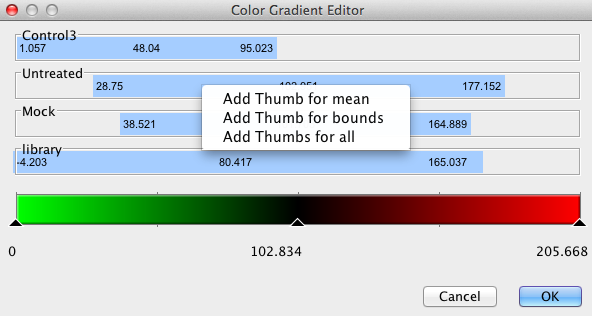 Color Gradient Editor
Control3
1.057 48.04 95.023
Untreated
28.75 177.152
Add Thumb for mean
Mock
Add Thumb for bounds
38.521 164.889
Add Thumbs for all
library
-4.203 80.417 165.037
0 102.834 205.668
Cancel OK